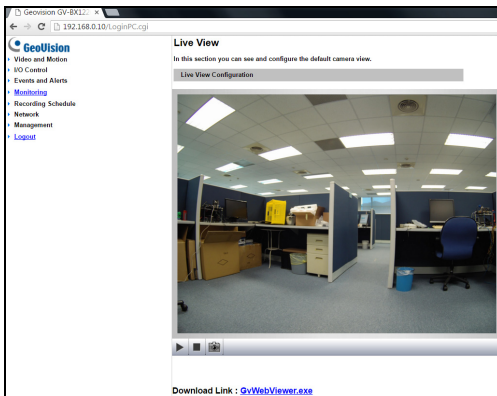 Geovision GV-BX12
192.168.0.10/LoginPC.cgi
GeoVision
Video and Motion
I/O Control
Events and Alerts
Monitoring
Recording Schedule
Network
Management
Logout
Live View
In this section you can see and configure the default camera view.
Live View Configuration
Download Link : GvWebViewer.exe